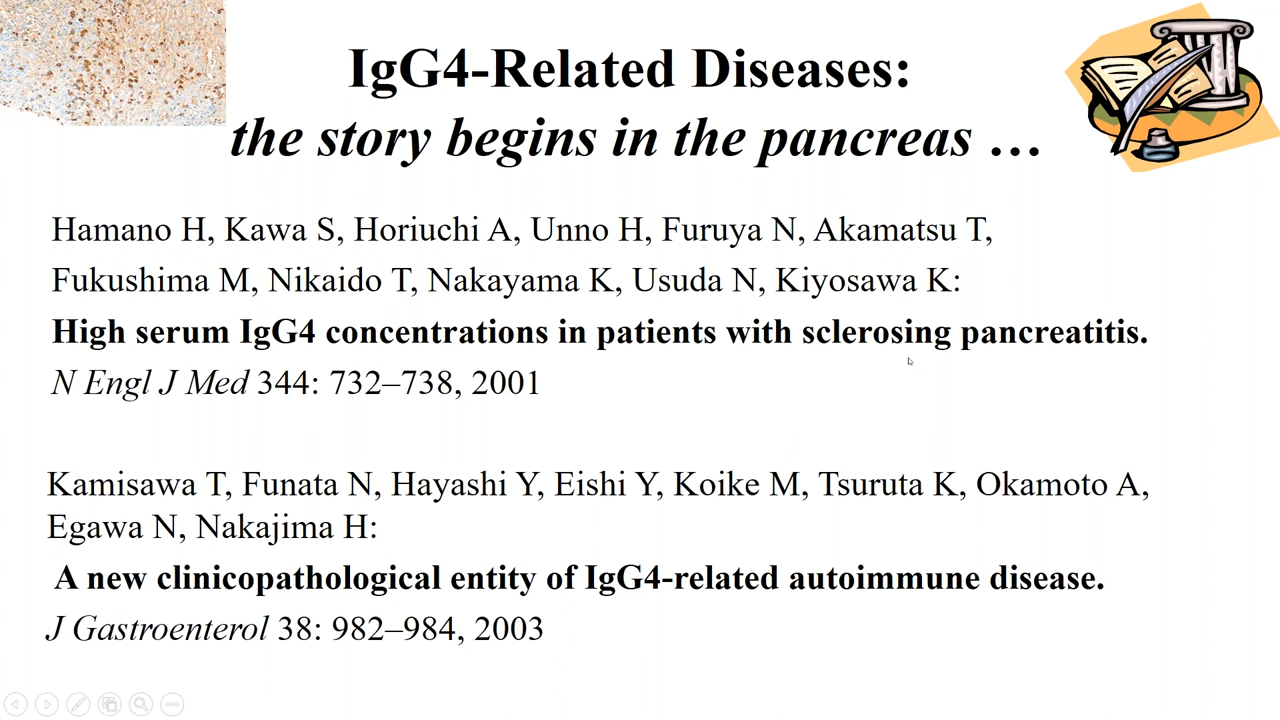 IgG4-Related Diseases:
the story begins in the pancreas …
Hamano H, Kawa S, Horiuchi A, Unno H, Furuya N, Akamatsu T,
Fukushima M, Nikaido T, Nakayama K, Usuda N, Kiyosawa K:
High serum IgG4 concentrations in patients with sclerosing pancreatitis.
N Engl J Med 344: 732–738, 2001
Kamisawa T, Funata N, Hayashi Y, Eishi Y, Koike M, Tsuruta K, Okamoto A,
Egawa N, Nakajima H:
A new clinicopathological entity of IgG4-related autoimmune disease.
J Gastroenterol 38: 982–984, 2003